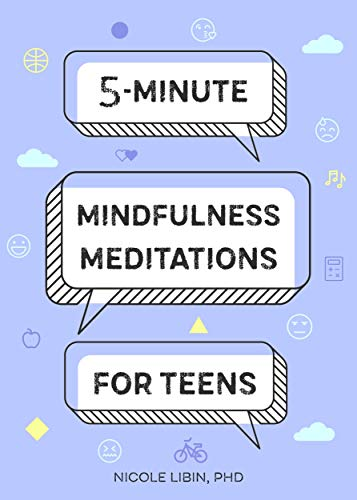 5-MINUTE
MINDFULNESS
MEDITATIONS
FOR TEENS
NICOLE LIBIN, PHD